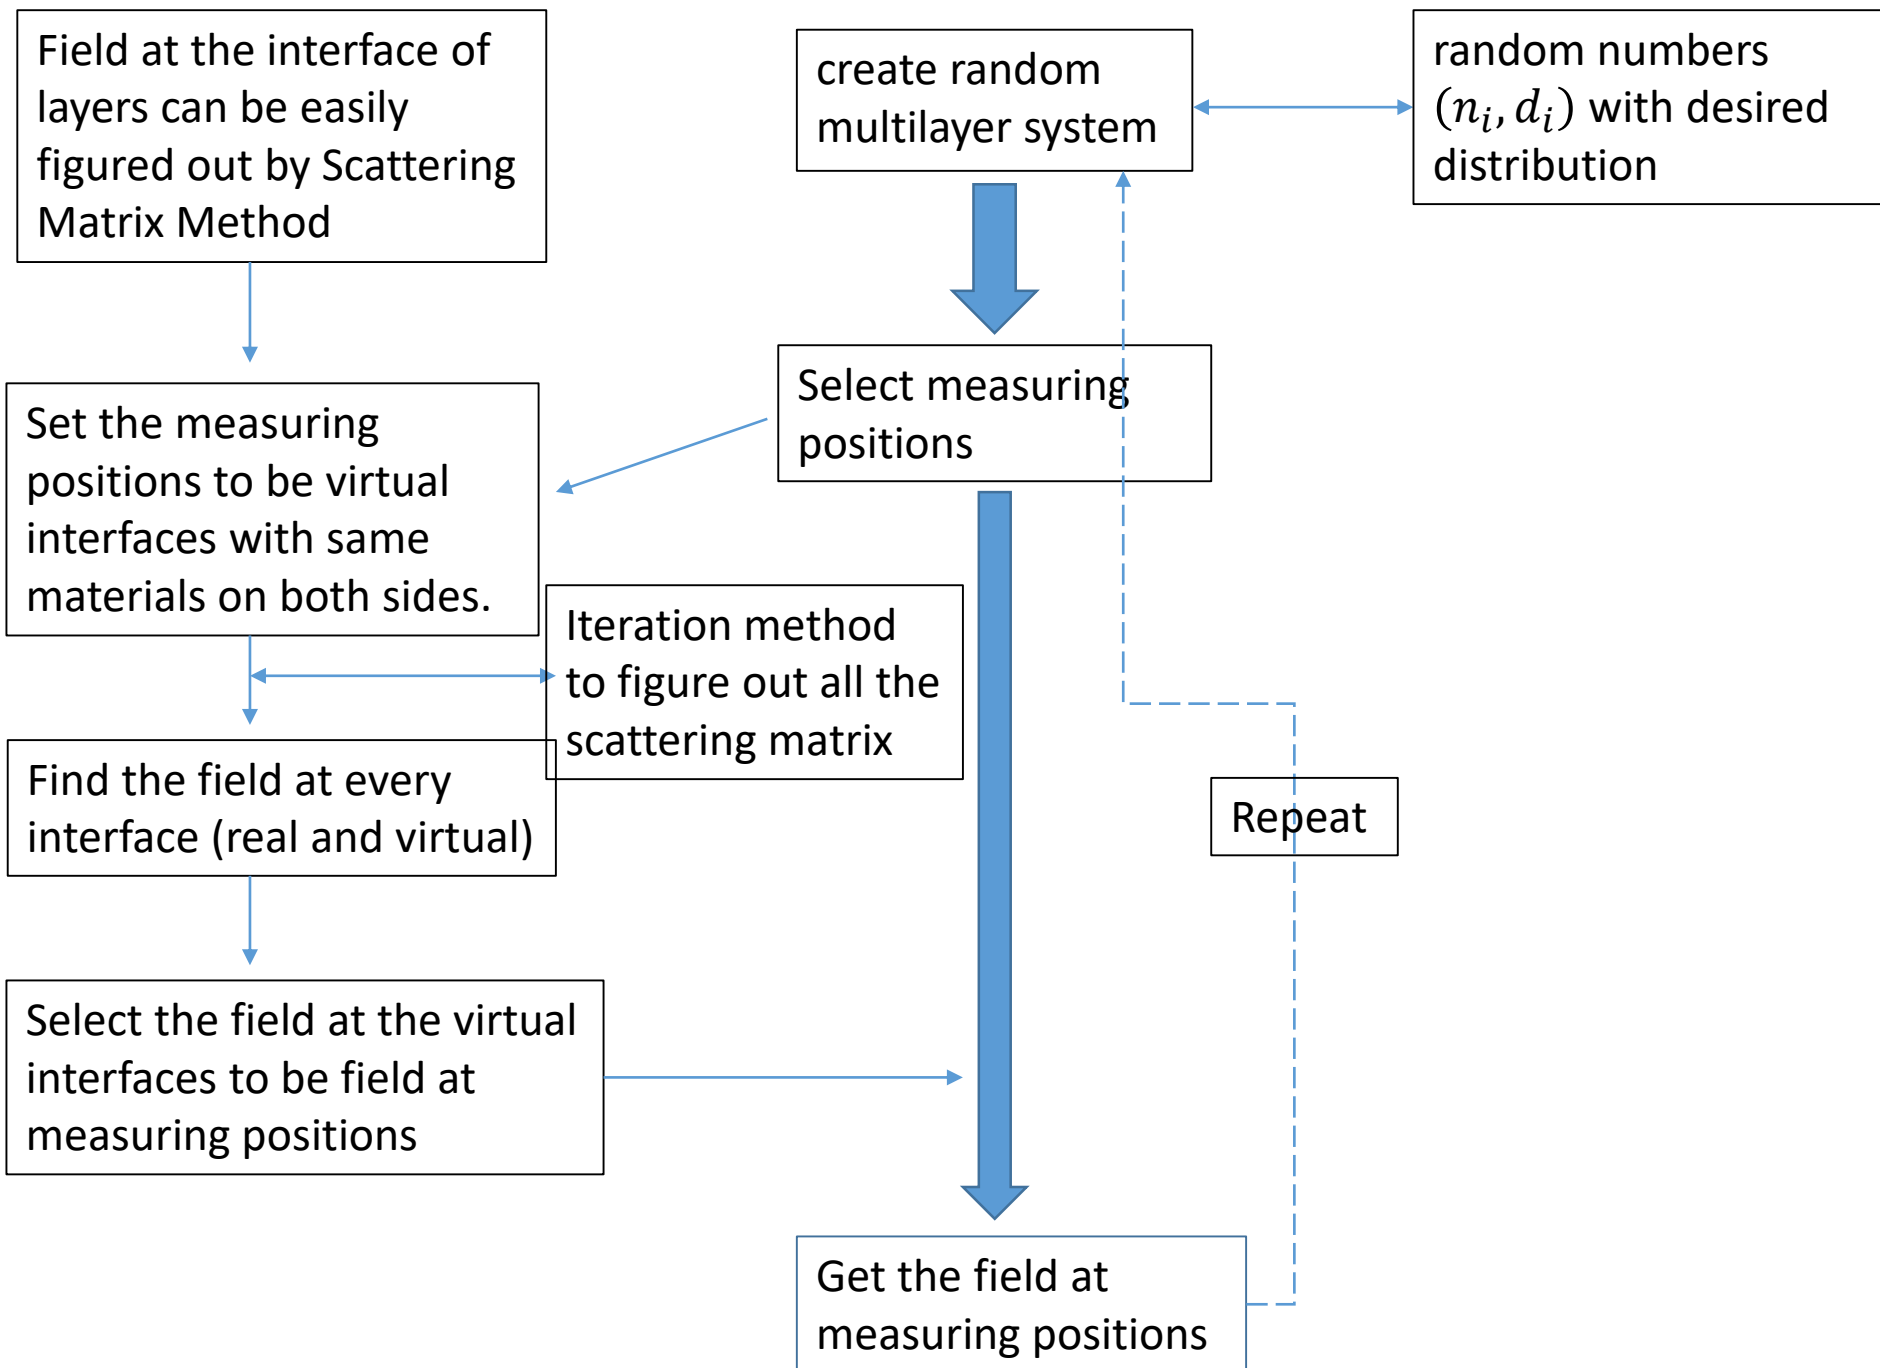 Field at the interface of
layers can be easily
figured out by Scattering
Matrix Method
create random
multilayer system
random numbers
(n_i, d_i) with desired
distribution
Select measuring
positions
Set the measuring
positions to be virtual
interfaces with same
materials on both sides.
Iteration method
to figure out all the
scattering matrix
Find the field at every
interface (real and virtual)
Repeat
Select the field at the virtual
interfaces to be field at
measuring positions
Get the field at
measuring positions